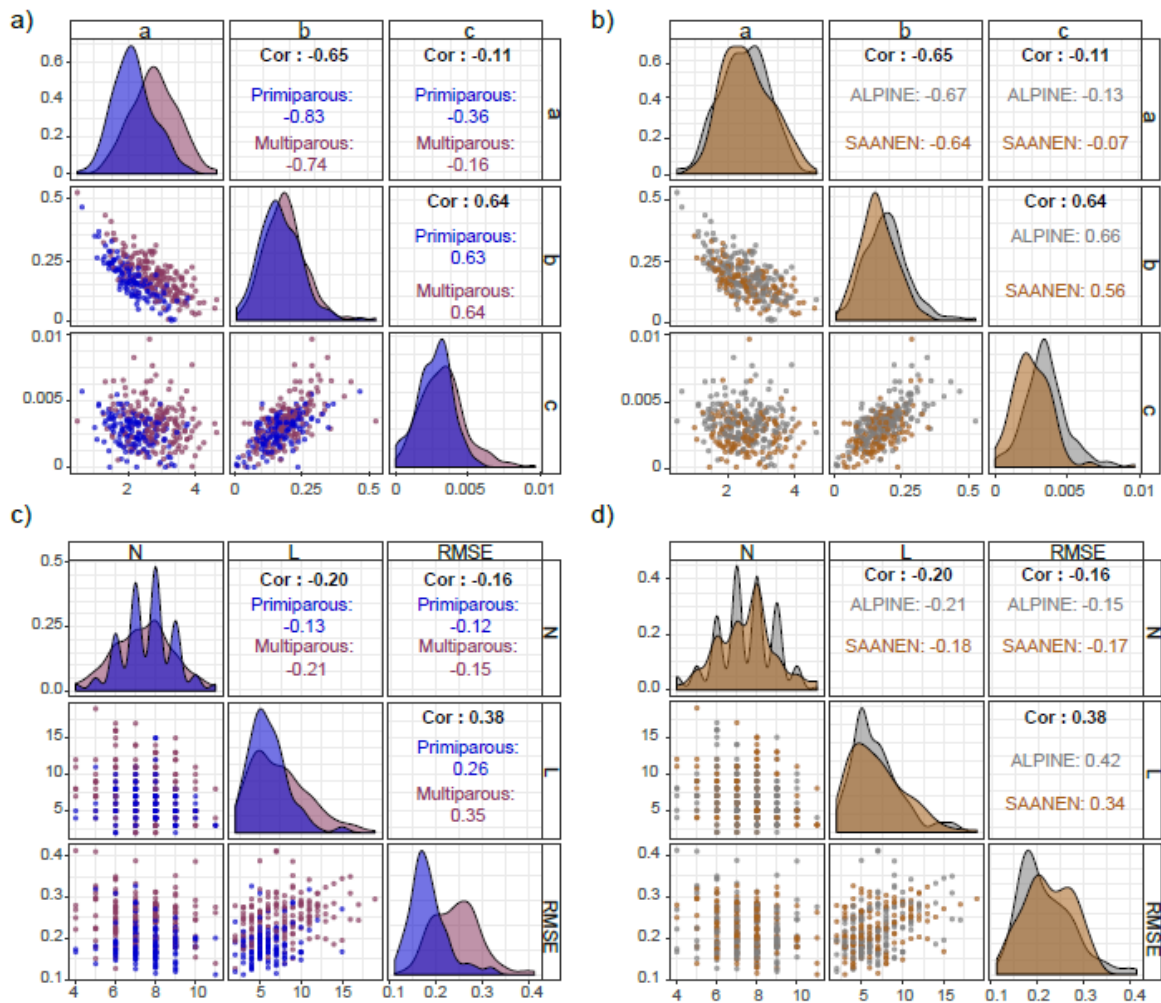 a)
a b c
0.6
0.4
0.2
0
Cor : -0.65
Primiparous:
-0.83
Multiparous:
-0.74
Cor : -0.11
Primiparous:
-0.36
Multiparous:
-0.16
a
0.5
0.25
0
Cor : 0.64
Primiparous:
0.63
Multiparous:
0.64
b
0.01
0.005
0
c
2 4 0 0.25 0.5 0 0.005 0.01
b)
a b c
0.6
0.4
0.2
0
Cor : -0.65
ALPINE: -0.67
SAANEN: -0.64
Cor : -0.11
ALPINE: -0.13
SAANEN: -0.07
a
0.5
0.25
0
Cor : 0.64
ALPINE: 0.66
SAANEN: 0.56
b
0.01
0.005
0
c
2 4 0 0.25 0.5 0 0.005 0.01
c)
N L RMSE
0.5
0.25
0.0
Cor : -0.20
Primiparous:
-0.13
Multiparous:
-0.21
Cor : -0.16
Primiparous:
-0.12
Multiparous:
-0.15
N
15
10
5
Cor : 0.38
Primiparous:
0.26
Multiparous:
0.35
L
0.4
0.3
0.2
0.1
RMSE
4 6 8 10 5 10 15 0.1 0.2 0.3 0.4
d)
N L RMSE
0.4
0.2
0.0
Cor : -0.20
ALPINE: -0.21
SAANEN: -0.18
Cor : -0.16
ALPINE: -0.15
SAANEN: -0.17
N
15
10
5
Cor : 0.38
ALPINE: 0.42
SAANEN: 0.34
L
0.4
0.3
0.2
0.1
RMSE
4 6 8 10 5 10 15 0.1 0.2 0.3 0.4